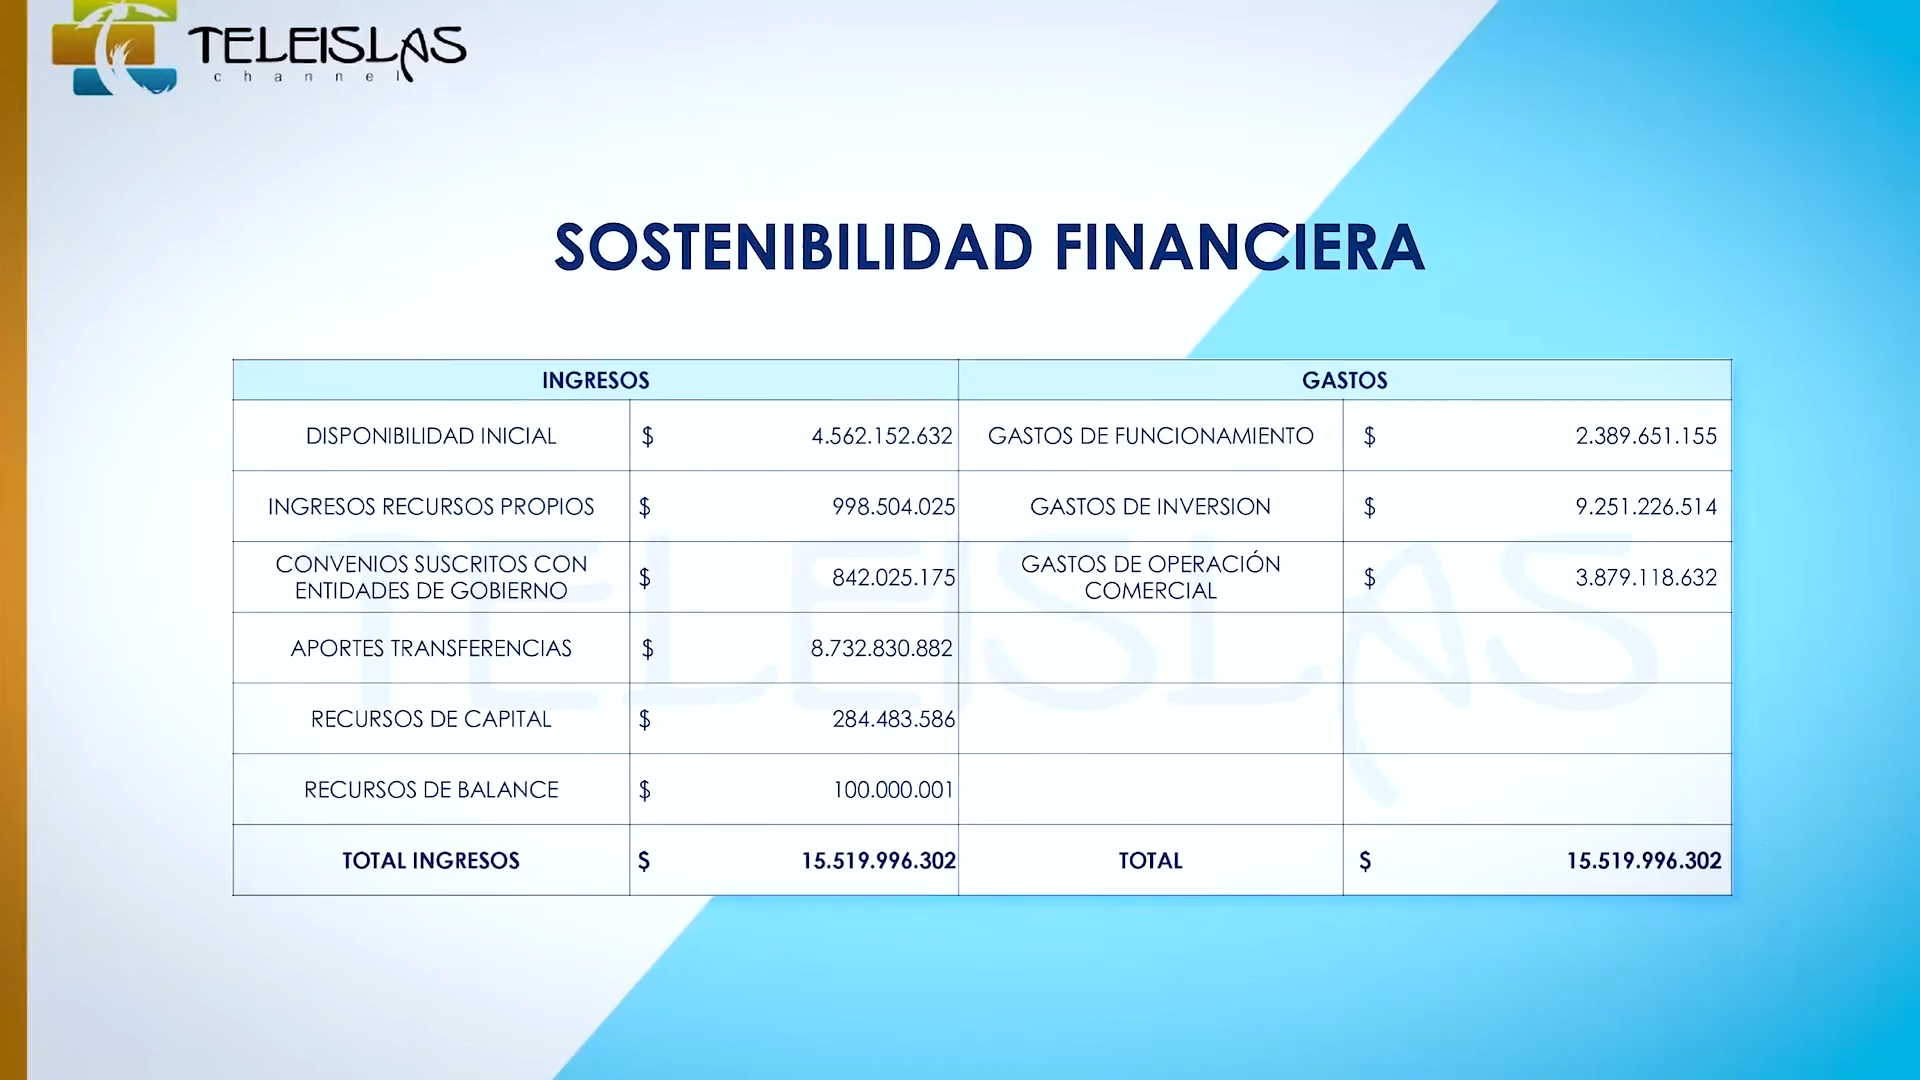 TELEISLAS
channel
SOSTENIBILIDAD FINANCIERA
INGRESOS GASTOS
DISPONIBILIDAD INICIAL $ 4.562.152.632 GASTOS DE FUNCIONAMIENTO $ 2.389.651.155
INGRESOS RECURSOS PROPIOS $ 998.504.025 GASTOS DE INVERSION $ 9.251.226.514
CONVENIOS SUSCRITOS CON
ENTIDADES DE GOBIERNO $ 842.025.175 GASTOS DE OPERACIÓN
COMERCIAL $ 3.879.118.632
APORTES TRANSFERENCIAS $ 8.732.830.882
RECURSOS DE CAPITAL $ 284.483.586
RECURSOS DE BALANCE $ 100.000.001
TOTAL INGRESOS $ 15.519.996.302 TOTAL $ 15.519.996.302
TELEISLAS